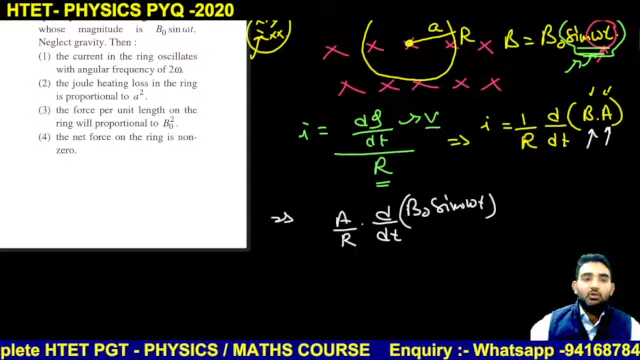 HTET- PHYSICS PYQ -2020
whose magnitude is B₀ sin ωt.
Neglect gravity. Then :
(1) the current in the ring oscillates
with angular frequency of 2ω.
(2) the joule heating loss in the ring
is proportional to a².
(3) the force per unit length on the
ring will proportional to B₀².
(4) the net force on the ring is non-
zero.
a
R
B = B₀ sinωt
i = dϕ/dt / R → V
⇒ i = 1/R d/dt (B.A)
⇒ A/R . d/dt (B₀ sinωt)
plete HTET PGT - PHYSICS / MATHS COURSE Enquiry :- Whatsapp -94168784